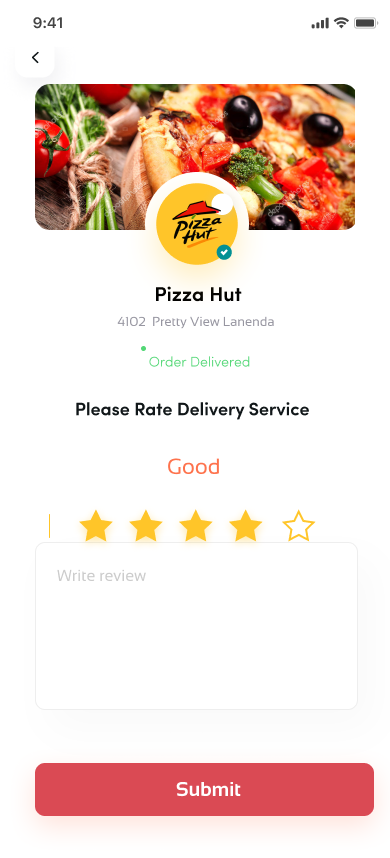 9:41
Pizza
Hut
Pizza Hut
4102 Pretty View Lanenda
Order Delivered
Please Rate Delivery Service
Good
Write review
Submit